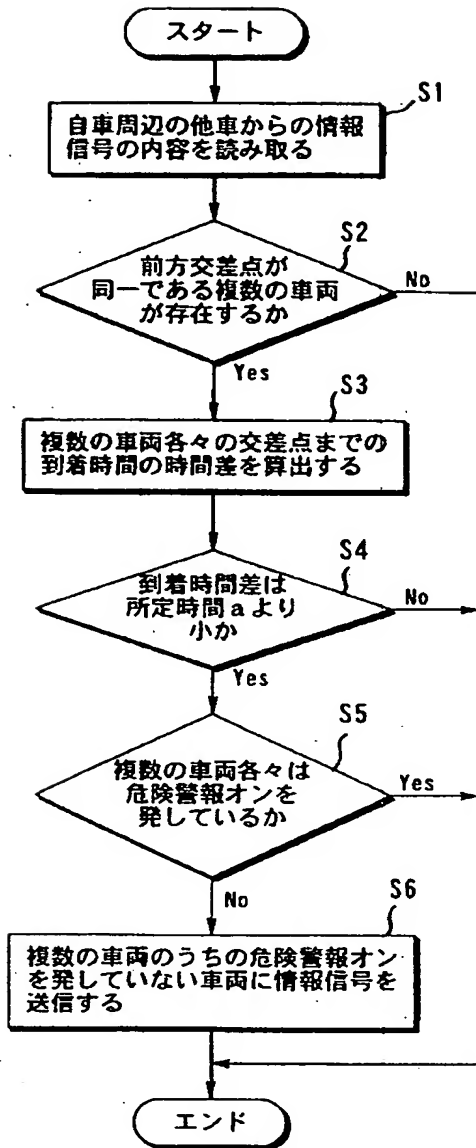 スタート
S1
自車周辺の他車からの情報
信号の内容を読み取る
S2
前方交差点が
同一である複数の車両
が存在するか
No
Yes
S3
複数の車両各々の交差点までの
到着時間の時間差を算出する
S4
到着時間差は
所定時間aより
小か
No
Yes
S5
複数の車両各々は
危険警報オンを
発しているか
Yes
No
S6
複数の車両のうちの危険警報オン
を発していない車両に情報信号を
送信する
エンド